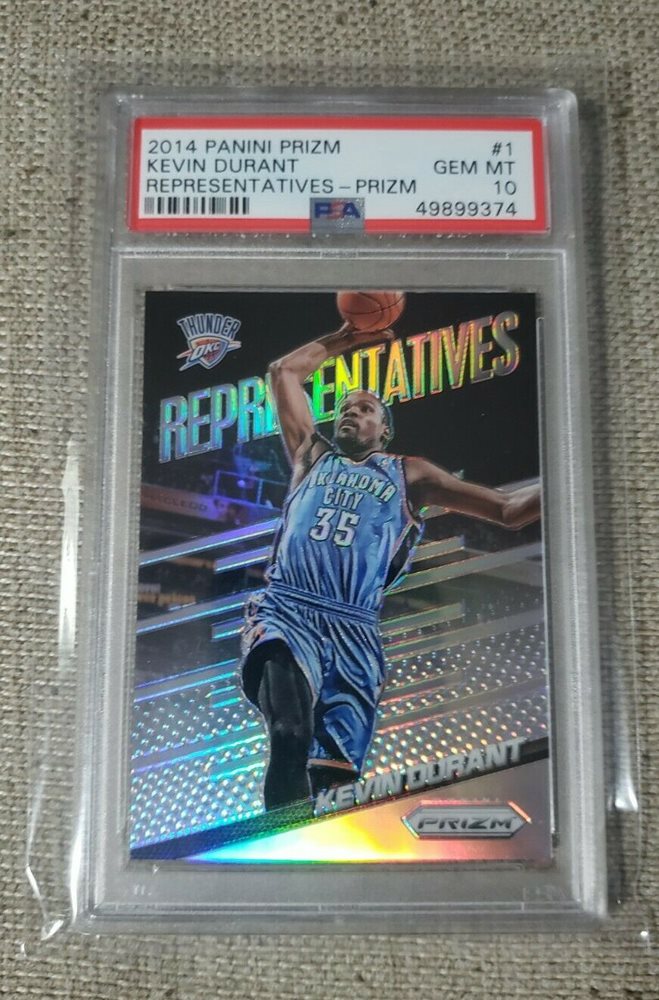 2014 PANINI PRIZM #1
KEVIN DURANT GEM MT
REPRESENTATIVES - PRIZM 10
PSA 49899374
THUNDER
OKC
REPRESENTATIVES
OKLAHOMA
CITY
35
KEVIN DURANT
PRIZM